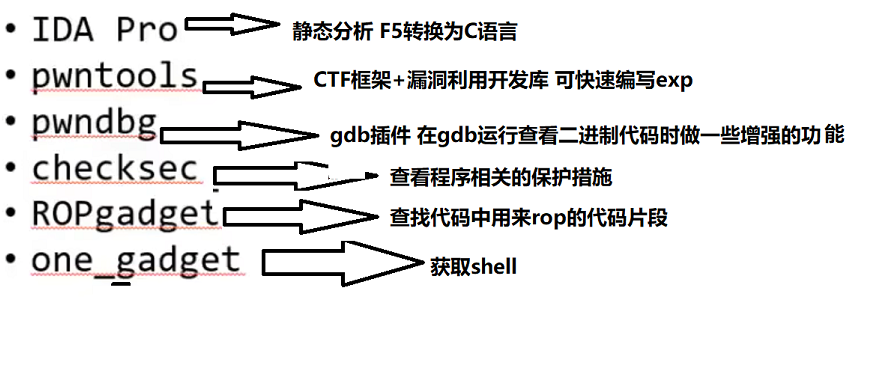 • IDA Pro 静态分析 F5转换为C语言
• pwntools CTF框架+漏洞利用开发库 可快速编写exp
• pwndbg gdb插件 在gdb运行查看二进制代码时做一些增强的功能
• checksec 查看程序相关的保护措施
• ROPgadget 查找代码中用来rop的代码片段
• one_gadget 获取shell